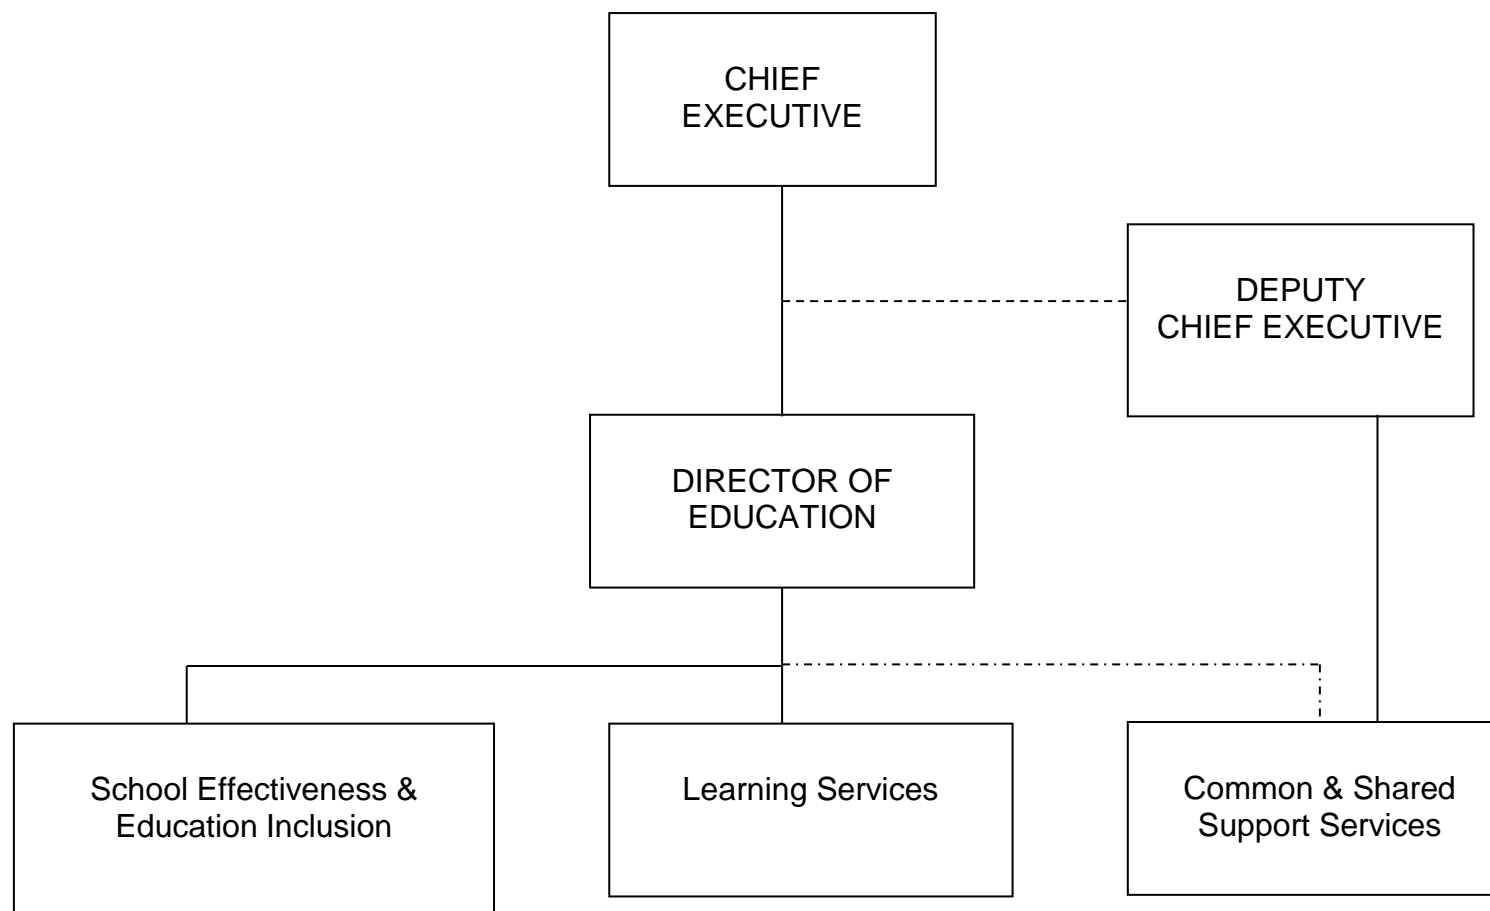 CHIEF
EXECUTIVE
DEPUTY
CHIEF EXECUTIVE
DIRECTOR OF
EDUCATION
School Effectiveness &
Education Inclusion
Learning Services
Common & Shared
Support Services